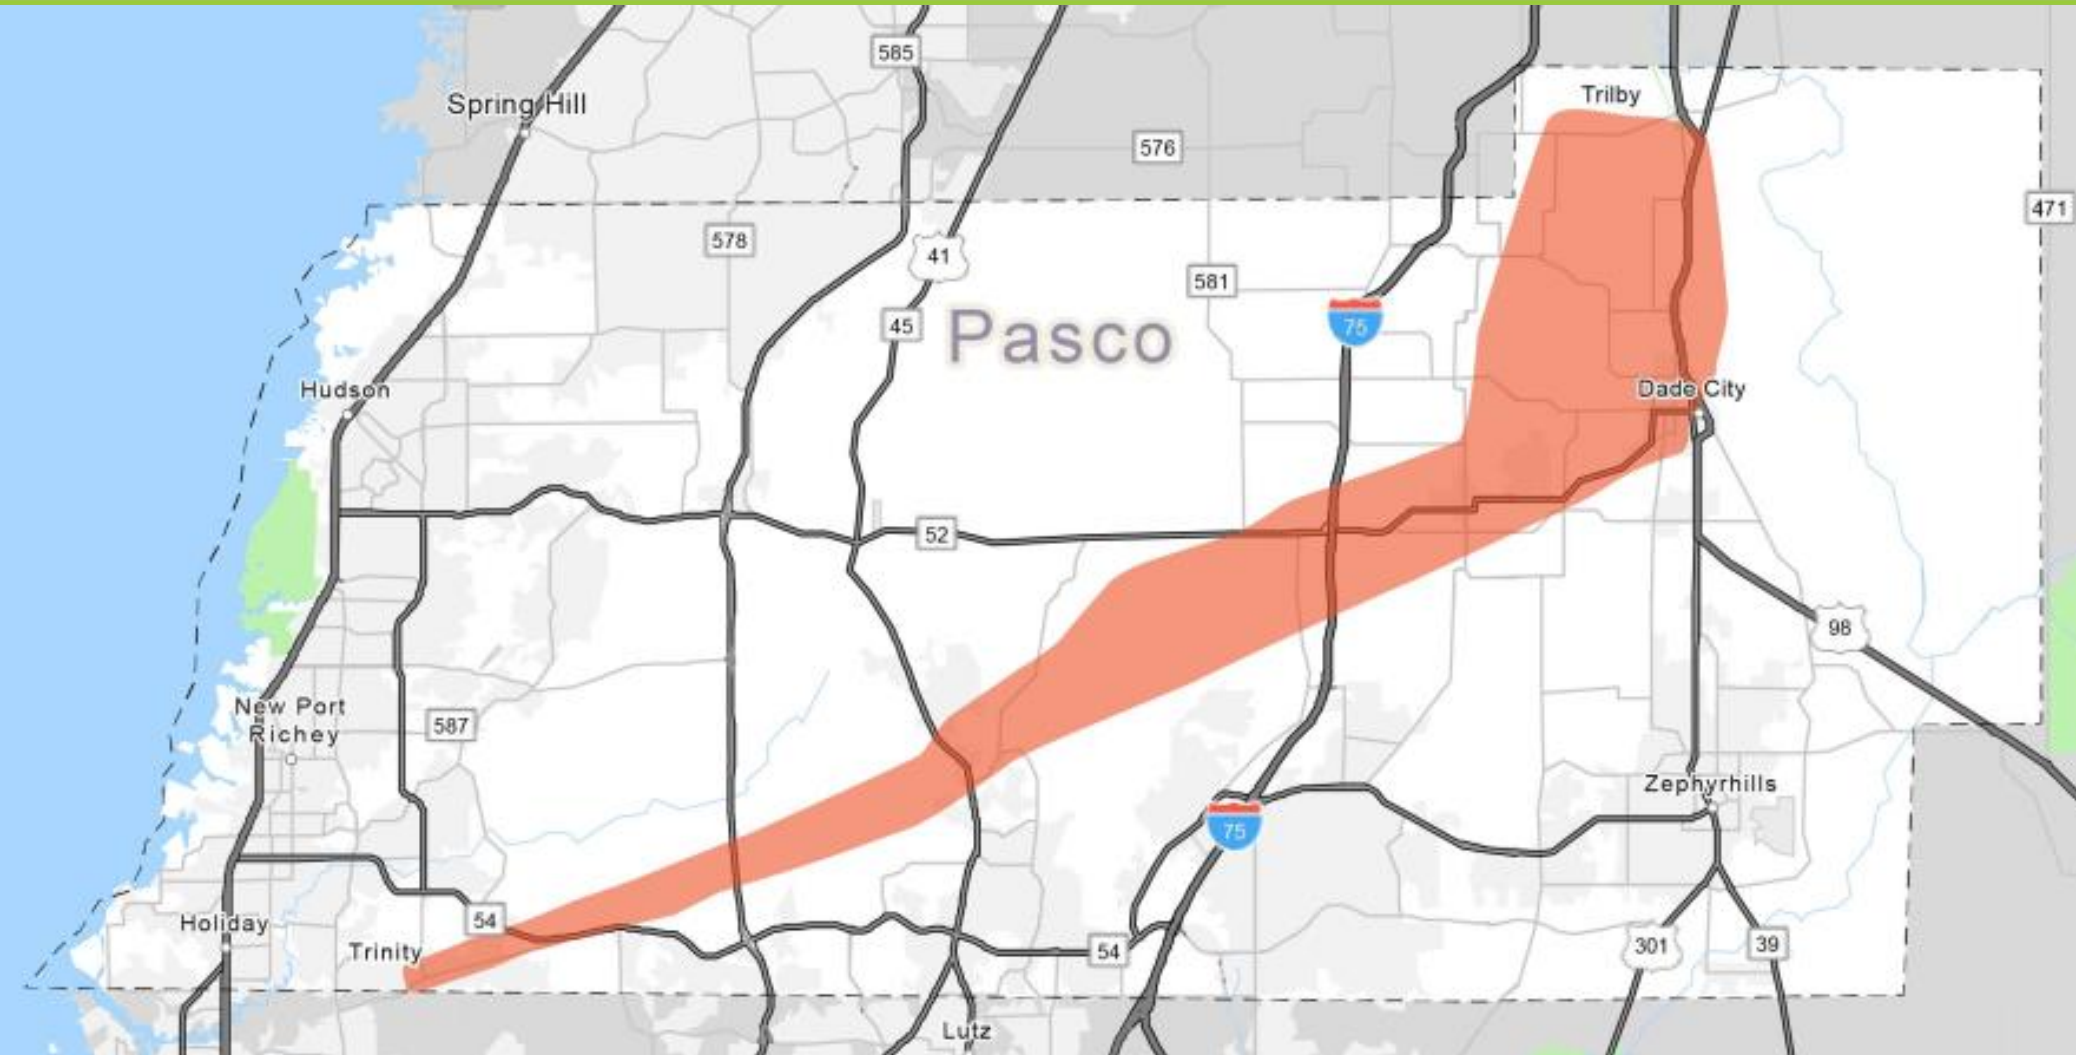 585
Spring Hill
Trilby
576
471
578
41
581
45
Pasco
75
Hudson
Dade City
52
98
New Port
Richey
587
Zephyrhills
75
54
Holiday
Trinity
54
301
39
Lutz